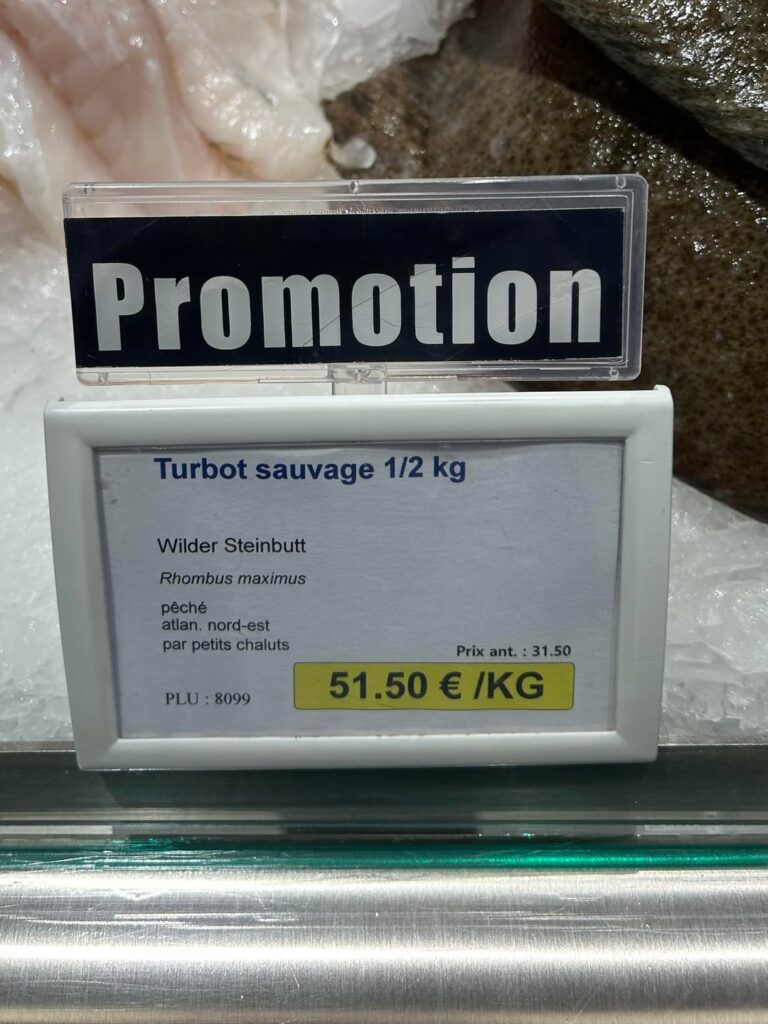 Promotion
Turbot sauvage 1/2 kg
Wilder Steinbutt
Rhombus maximus
pêché
atlan. nord-est
par petits chaluts
Prix ant. : 31.50
PLU : 8099
51.50 € /KG